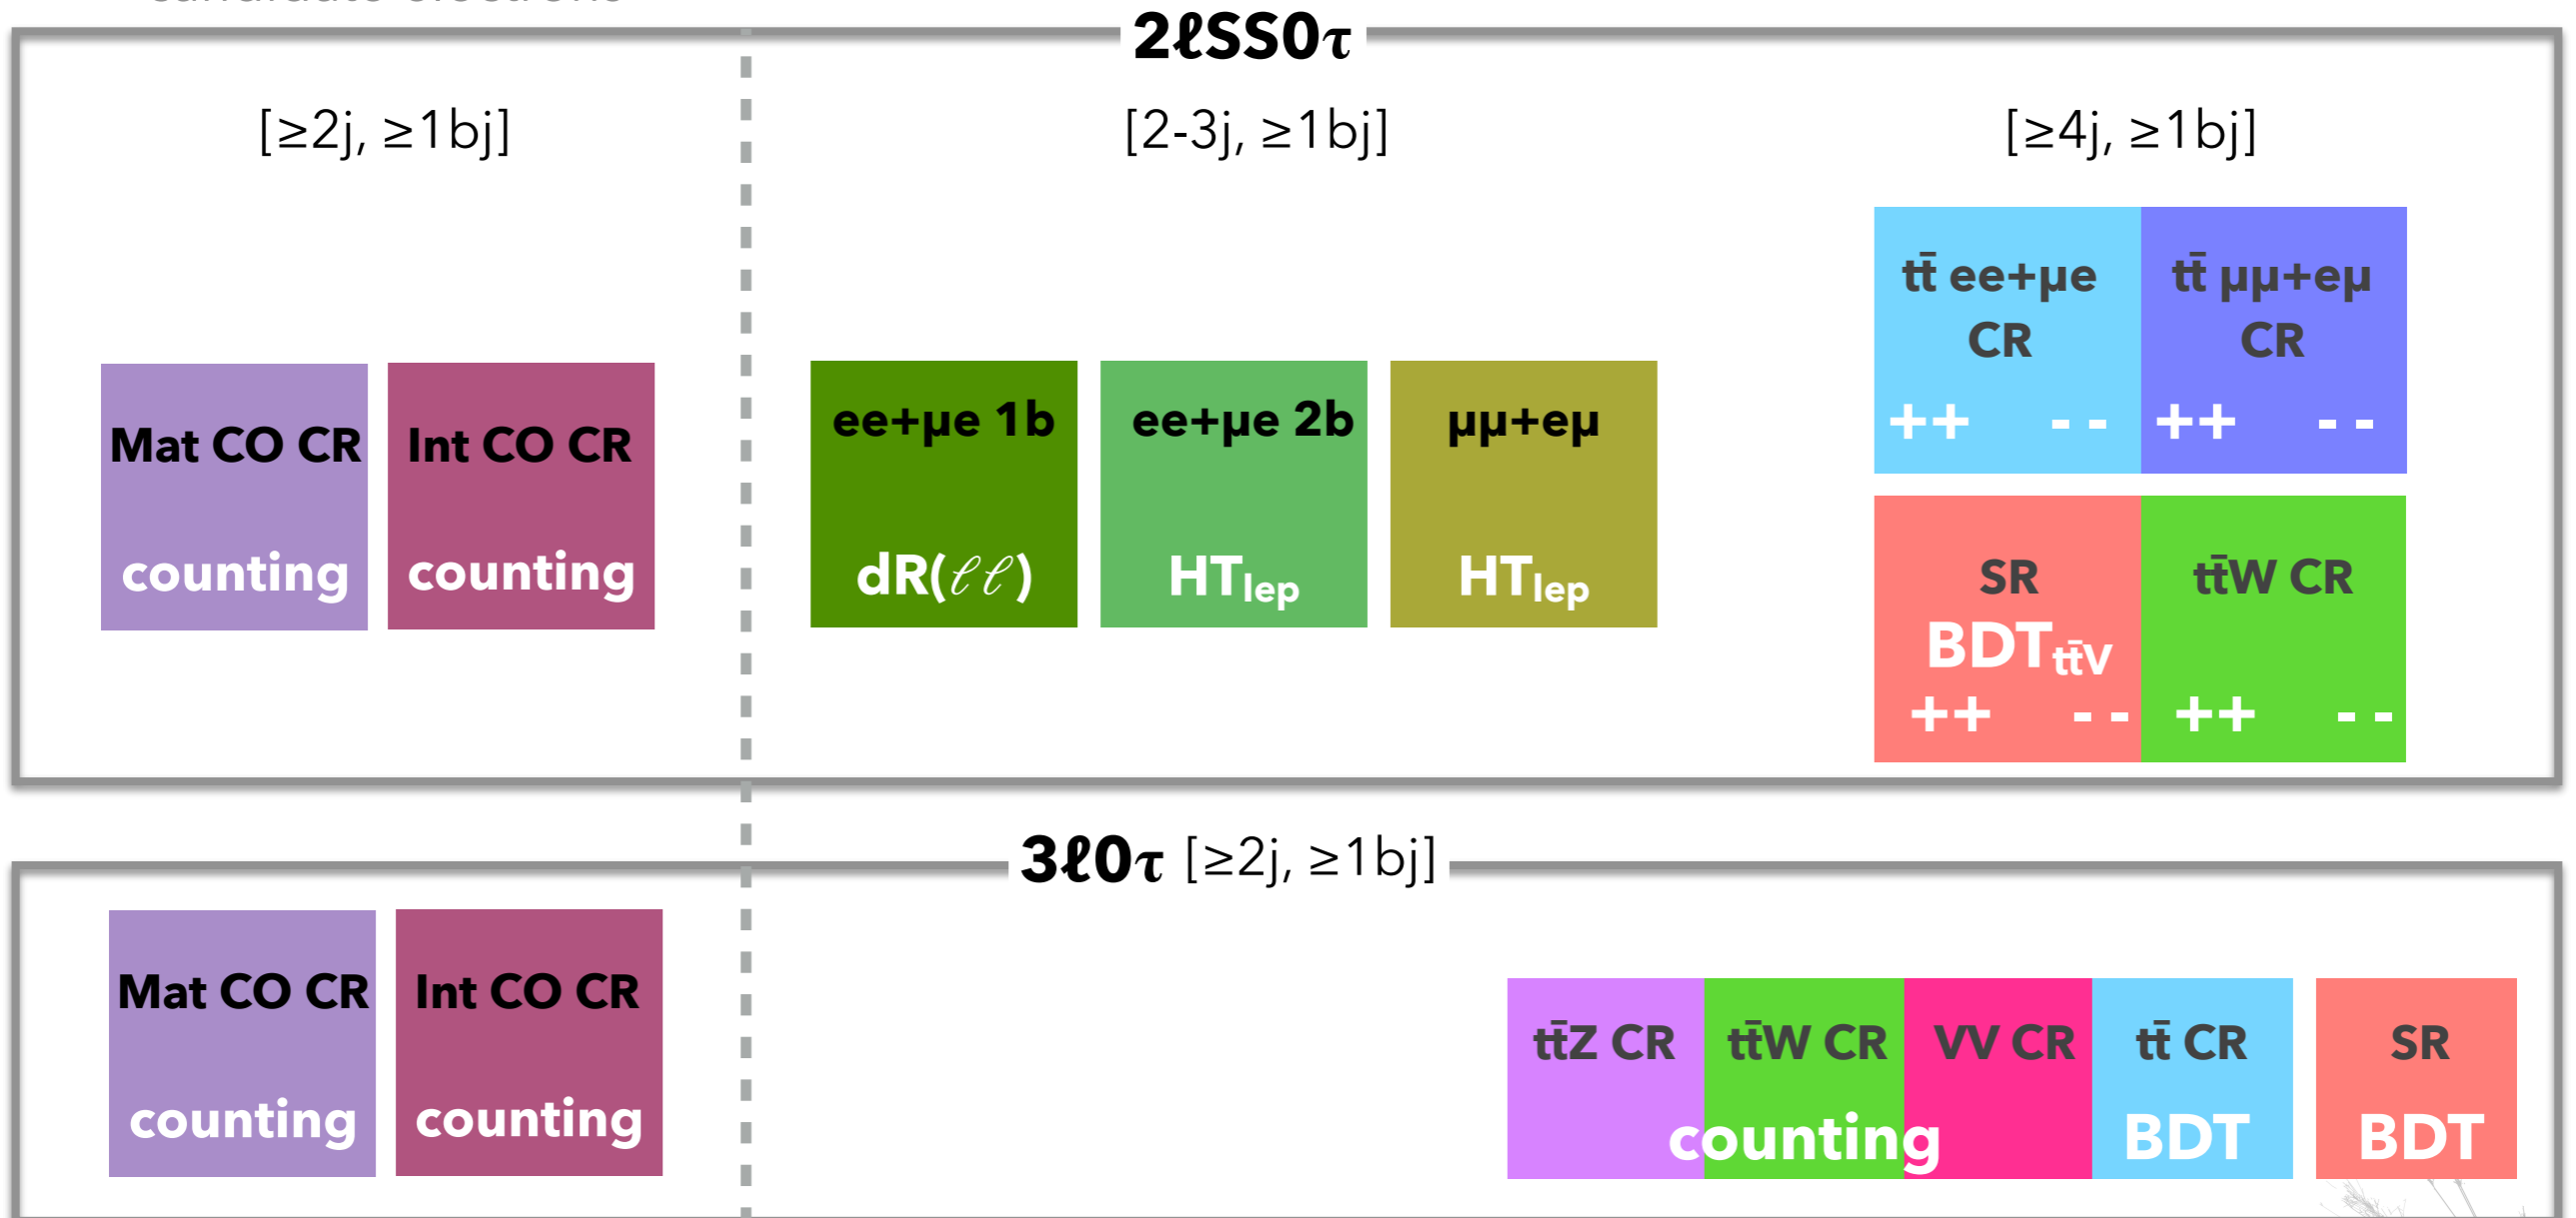 candidate electrons
2ℓSS0τ
[≥2j, ≥1bj]
[2-3j, ≥1bj]
[≥4j, ≥1bj]
Mat CO CR
counting
Int CO CR
counting
ee+μe 1b
dR(ℓℓ)
ee+μe 2b
HTlep
μμ+eμ
HTlep
tt̄ ee+μe
CR
++ --
tt̄ μμ+eμ
CR
++ --
SR
BDTtt̄V
++ --
tt̄W CR
++ --
3ℓ0τ [≥2j, ≥1bj]
Mat CO CR
counting
Int CO CR
counting
tt̄Z CR
tt̄W CR
VV CR
counting
tt̄ CR
BDT
SR
BDT